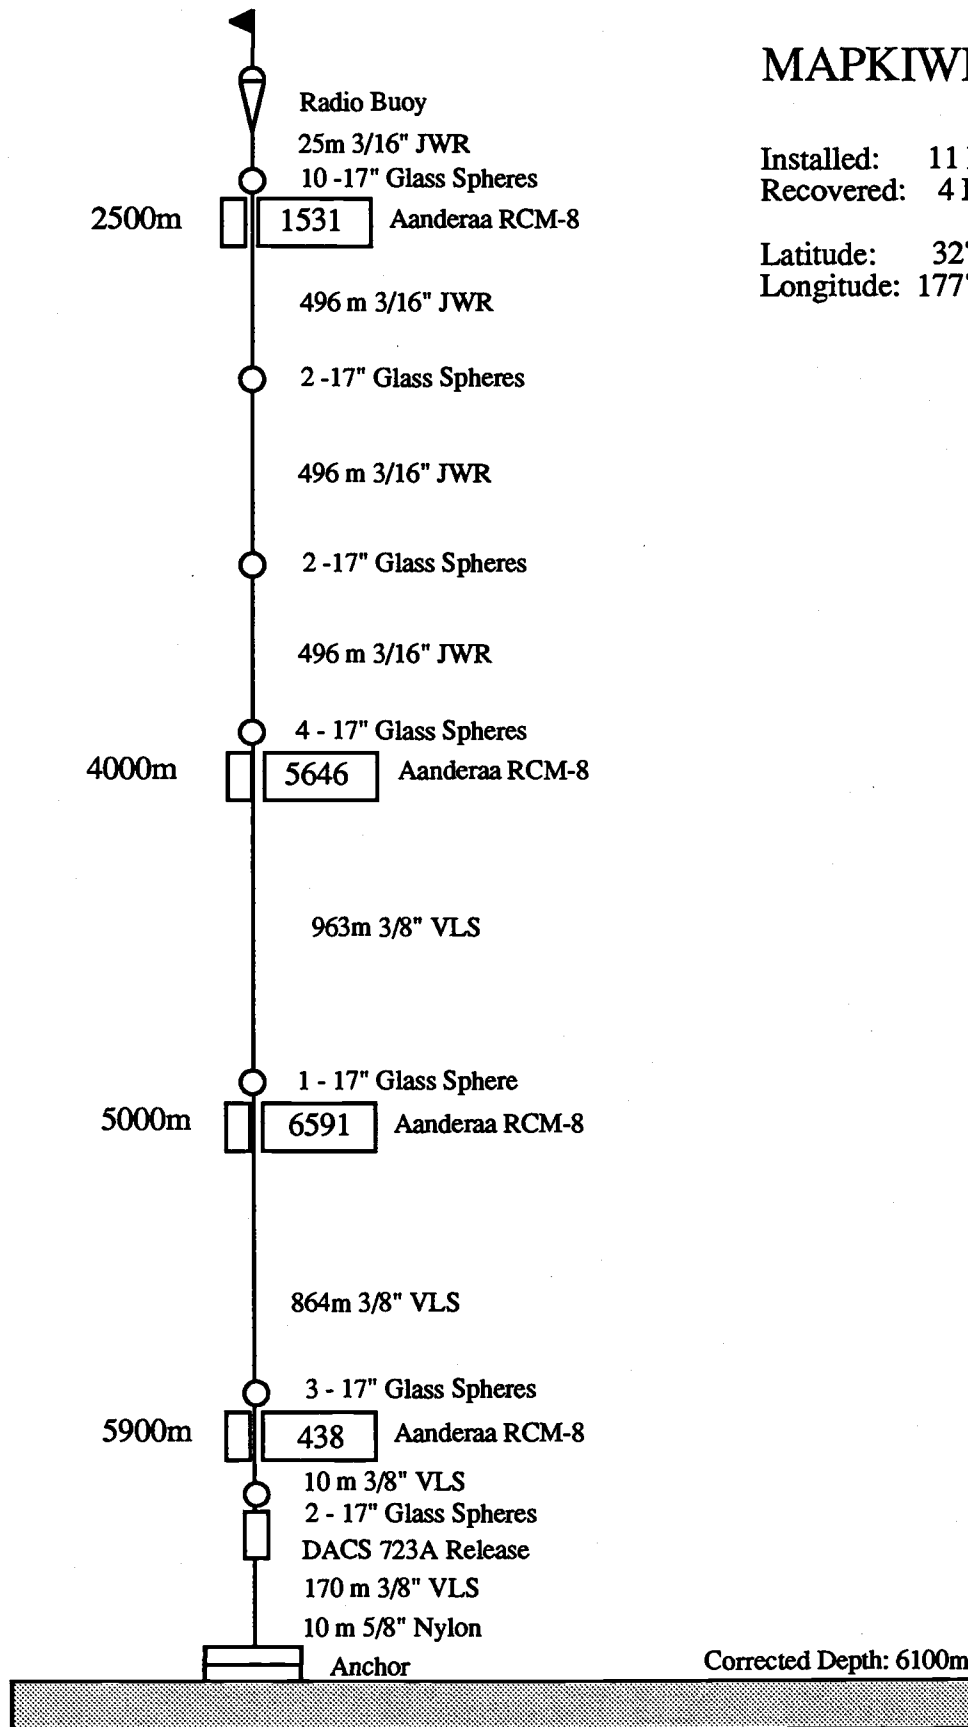 MAPKIWI
Installed: 11
Recovered: 4
Latitude: 32°
Longitude: 177°
Radio Buoy
25m 3/16" JWR
10 -17" Glass Spheres
2500m 1531 Aanderaa RCM-8
496 m 3/16" JWR
2 -17" Glass Spheres
496 m 3/16" JWR
2 -17" Glass Spheres
496 m 3/16" JWR
4 - 17" Glass Spheres
4000m 5646 Aanderaa RCM-8
963m 3/8" VLS
1 - 17" Glass Sphere
5000m 6591 Aanderaa RCM-8
864m 3/8" VLS
3 - 17" Glass Spheres
5900m 438 Aanderaa RCM-8
10 m 3/8" VLS
2 - 17" Glass Spheres
DACS 723A Release
170 m 3/8" VLS
10 m 5/8" Nylon
Anchor
Corrected Depth: 6100m